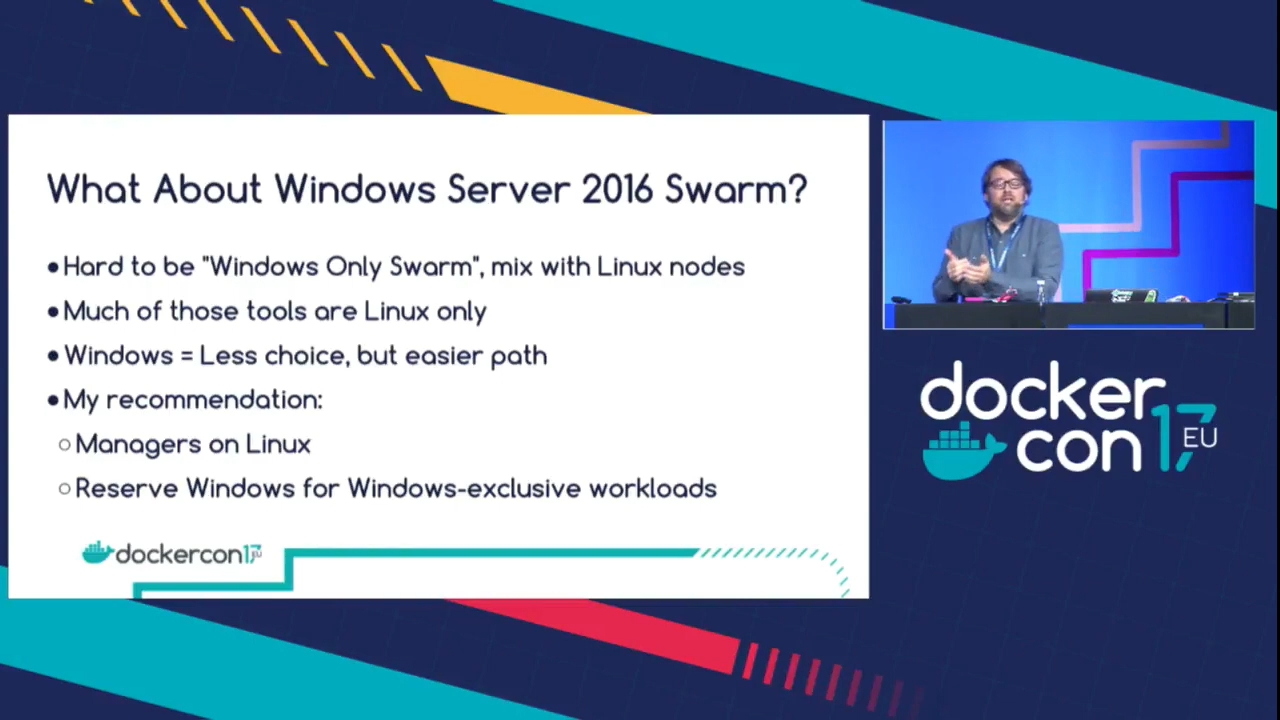 What About Windows Server 2016 Swarm?
●Hard to be "Windows Only Swarm", mix with Linux nodes
●Much of those tools are Linux only
●Windows = Less choice, but easier path
●My recommendation:
○Managers on Linux
○Reserve Windows for Windows-exclusive workloads
dockercon17
EU
docker
con 17
EU